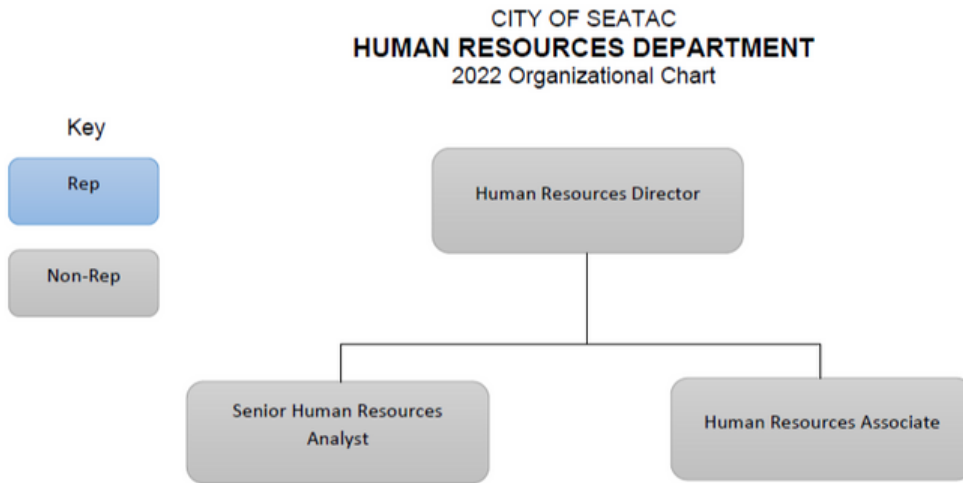 CITY OF SEATAC
HUMAN RESOURCES DEPARTMENT
2022 Organizational Chart
Key
Rep
Non-Rep
Human Resources Director
Senior Human Resources
Analyst
Human Resources Associate